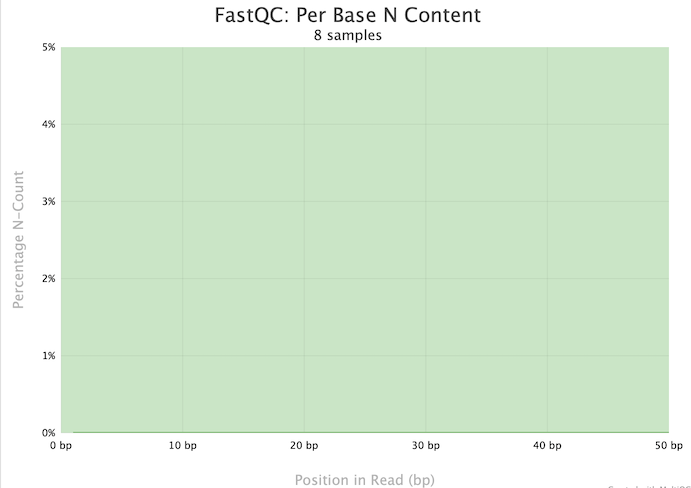 FastQC: Per Base N Content
8 samples
5%
4%
3%
2%
1%
0%
Percentage N-Count
0 bp
10 bp
20 bp
30 bp
40 bp
50 bp
Position in Read (bp)